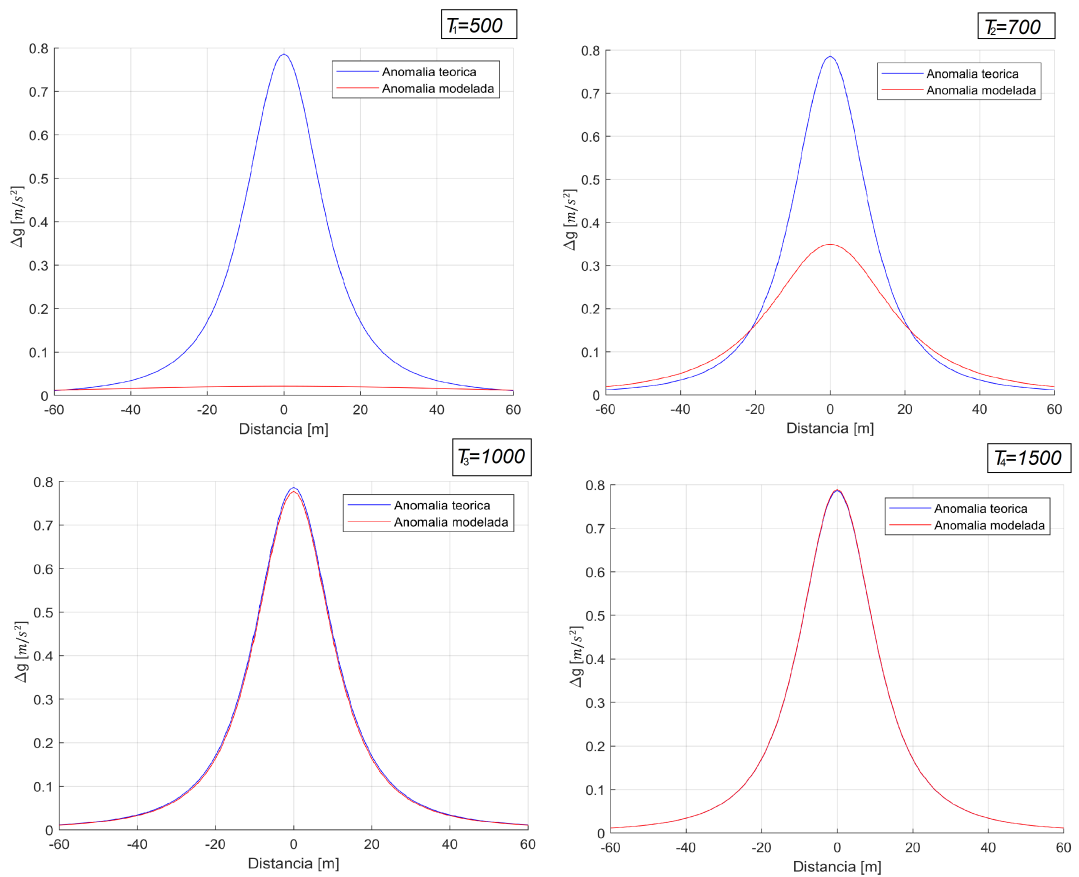 T₁=500
0.8
0.7
0.6
0.5
0.4
0.3
0.2
0.1
0
-60 -40 -20 0 20 40 60
Δg [m/s²]
Distancia [m]
Anomalia teorica
Anomalia modelada
T₂=700
0.8
0.7
0.6
0.5
0.4
0.3
0.2
0.1
0
-60 -40 -20 0 20 40 60
Δg [m/s²]
Distancia [m]
Anomalia teorica
Anomalia modelada
T₃=1000
0.8
0.7
0.6
0.5
0.4
0.3
0.2
0.1
0
-60 -40 -20 0 20 40 60
Δg [m/s²]
Distancia [m]
Anomalia teorica
Anomalia modelada
T₄=1500
0.8
0.7
0.6
0.5
0.4
0.3
0.2
0.1
0
-60 -40 -20 0 20 40 60
Δg [m/s²]
Distancia [m]
Anomalia teorica
Anomalia modelada